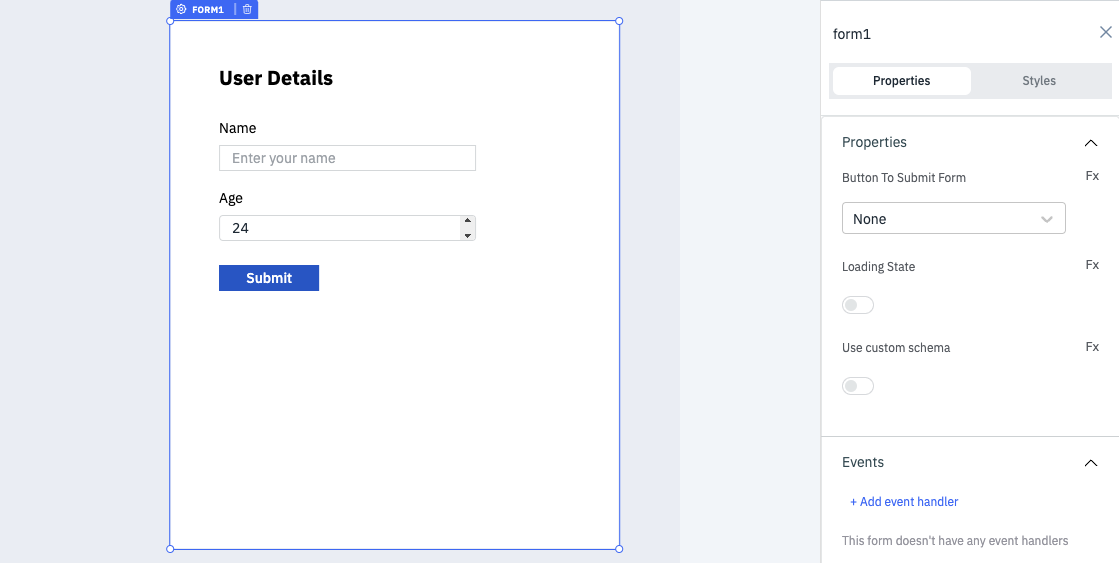 FORM1
User Details
Name
Enter your name
Age
24
Submit
form1
Properties
Styles
Properties
Button To Submit Form
Fx
None
Loading State
Fx
Use custom schema
Fx
Events
+ Add event handler
This form doesn't have any event handlers